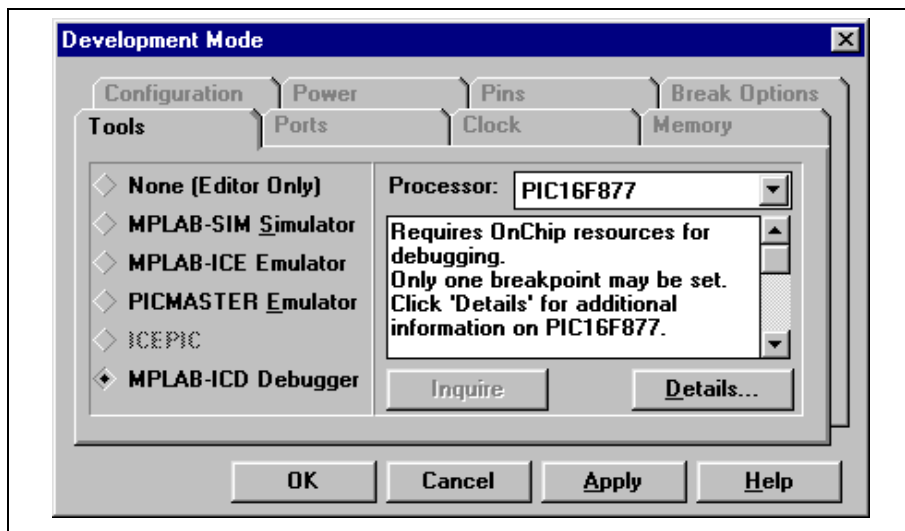 Development Mode
Configuration Power Pins Break Options
Tools Ports Clock Memory
None (Editor Only)
MPLAB-SIM Simulator
MPLAB-ICE Emulator
PICMASTER Emulator
ICEPIC
MPLAB-ICD Debugger
Processor: PIC16F877
Requires OnChip resources for
debugging.
Only one breakpoint may be set.
Click 'Details' for additional
information on PIC16F877.
Inquire Details...
OK Cancel Apply Help